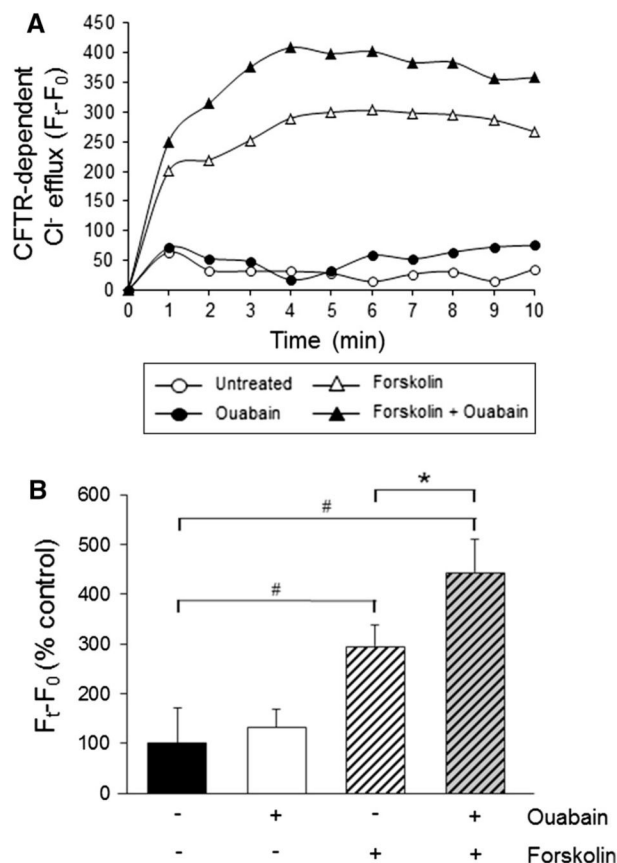 A
CFTR-dependent
Cl- efflux (Ft-F0)
450
400
350
300
250
200
150
100
50
0
0 1 2 3 4 5 6 7 8 9 10
Time (min)
Untreated Forskolin
Ouabain Forskolin + Ouabain
B
Ft-F0 (% control)
600
500
400
300
200
100
0
*
#
#
- + - + Ouabain
- - + + Forskolin